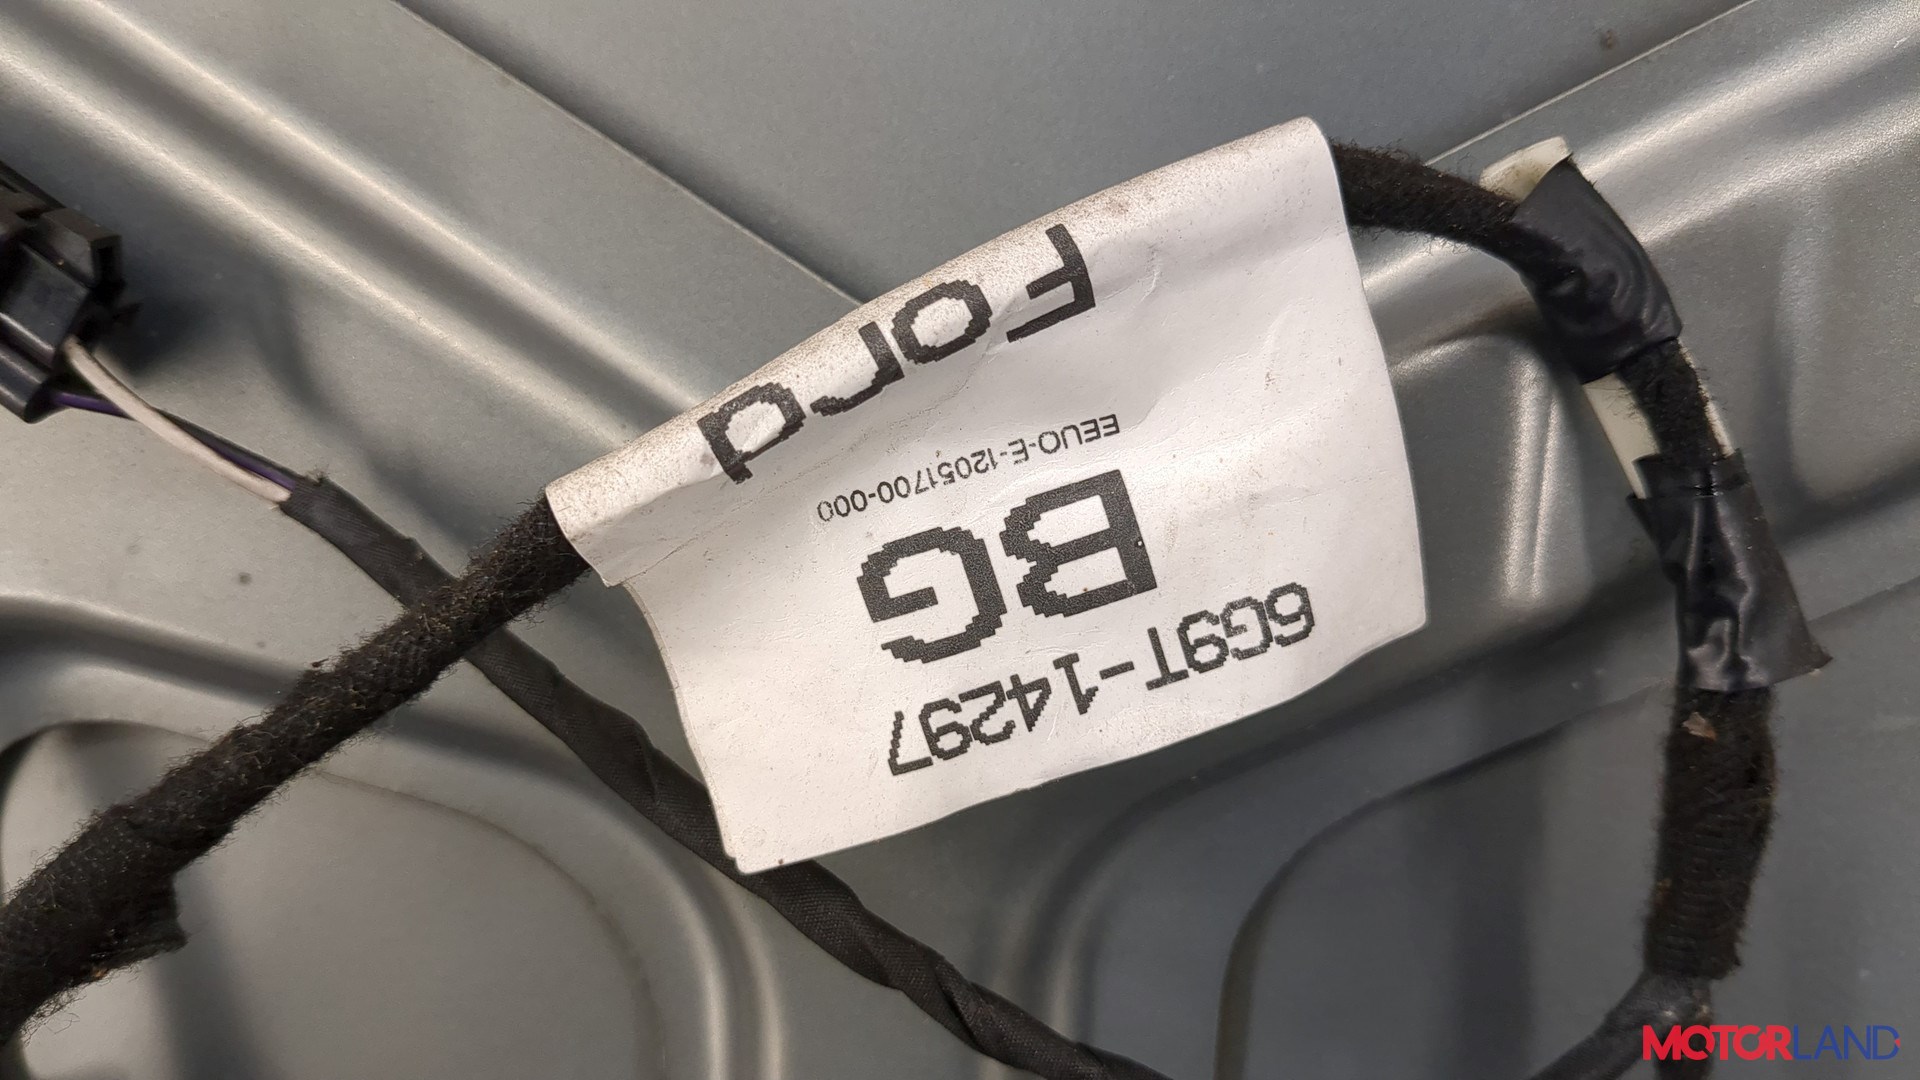 6G9T-14297
BG
EEUO-E-12051700-000
Ford
MOTORLAND